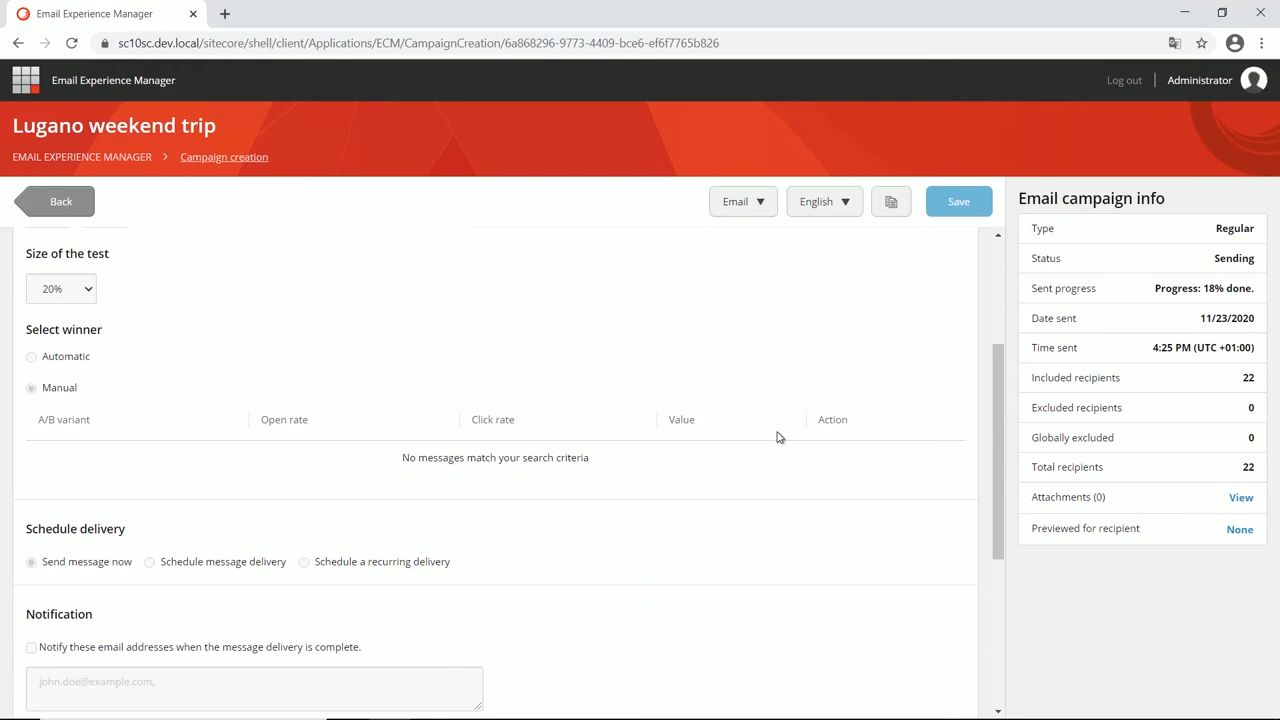 Email Experience Manager
sc10sc.dev.local/sitecore/shell/client/Applications/ECM/CampaignCreation/6a868296-9773-4409-bce6-ef6f7765b826
Email Experience Manager
Log out
Administrator
Lugano weekend trip
EMAIL EXPERIENCE MANAGER > Campaign creation
Back
Email
English
Save
Size of the test
20%
Select winner
Automatic
Manual
A/B variant Open rate Click rate Value Action
No messages match your search criteria
Schedule delivery
Send message now Schedule message delivery Schedule a recurring delivery
Notification
Notify these email addresses when the message delivery is complete.
john.doe@example.com,
Email campaign info
Type Regular
Status Sending
Sent progress Progress: 18% done.
Date sent 11/23/2020
Time sent 4:25 PM (UTC +01:00)
Included recipients 22
Excluded recipients 0
Globally excluded 0
Total recipients 22
Attachments (0) View
Previewed for recipient None